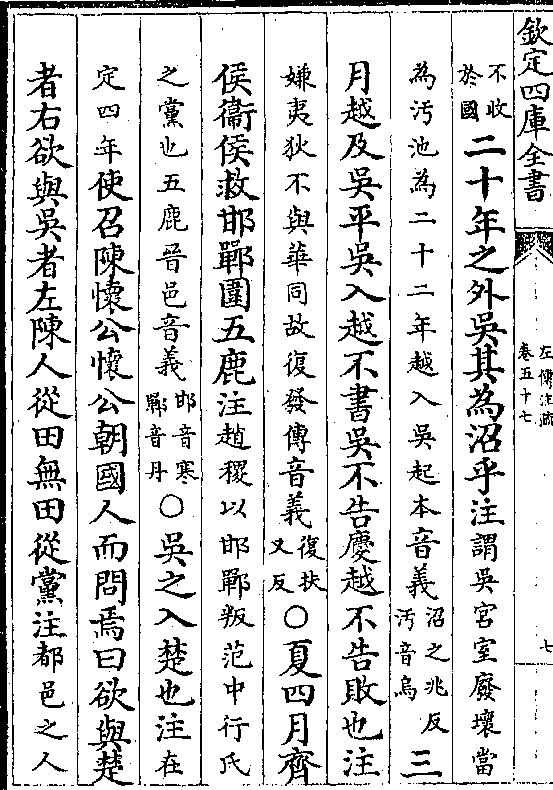 欽定四庫全書
左傳注疏
卷五十七
七
不收於國二十年之外吳其為沼乎注謂吳宮室廢壞當
為汚池為二十二年越入吳起本音義沼之兆反汚音烏三
月越及吳平吳入越不書吳不告慶越不告敗也注
嫌夷狄不與華同故復發傳音義復扶又反○夏四月齊
侯衞侯救邯鄲圍五鹿注趙稷以邯鄲叛范中行氏
之黨也五鹿晉邑音義邯音寒鄲音丹○吳之入楚也注在
定四年使召陳懷公懷公朝國人而問焉曰欲與楚
者右欲與吳者左陳人從田無田從黨注都邑之人